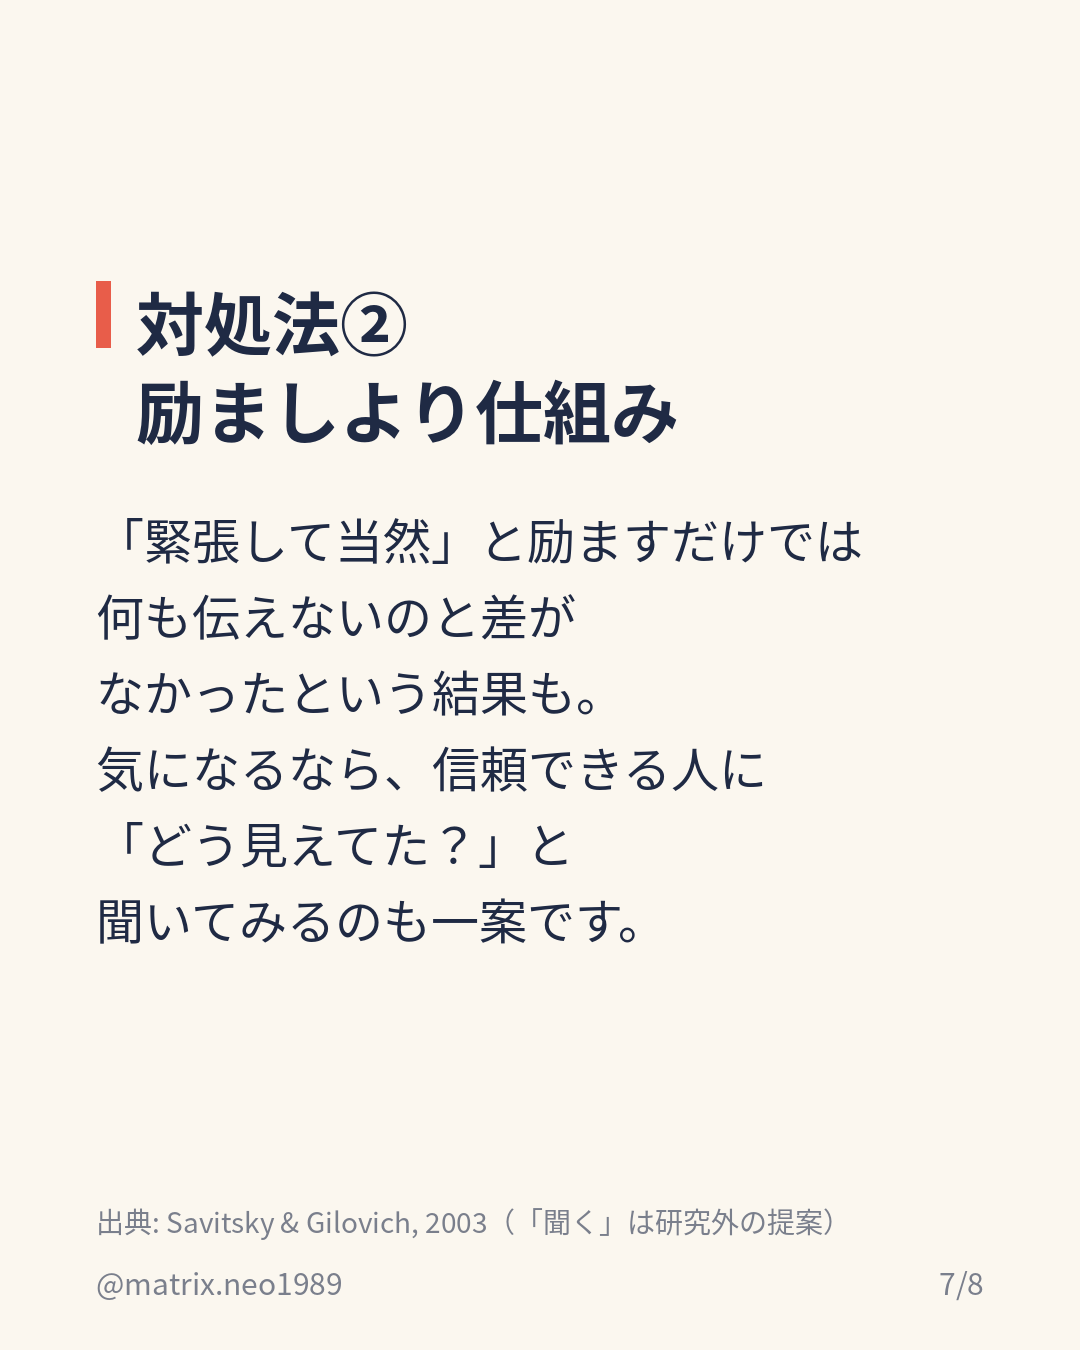 対処法②
励ましより仕組み
「緊張して当然」と励ますだけでは
何も伝えないのと差が
なかったという結果も。
気になるなら、信頼できる人に
「どう見えてた？」と
聞いてみるのも一案です。
出典: Savitsky & Gilovich, 2003（「聞く」は研究外の提案）
@matrix.neo1989
7/8